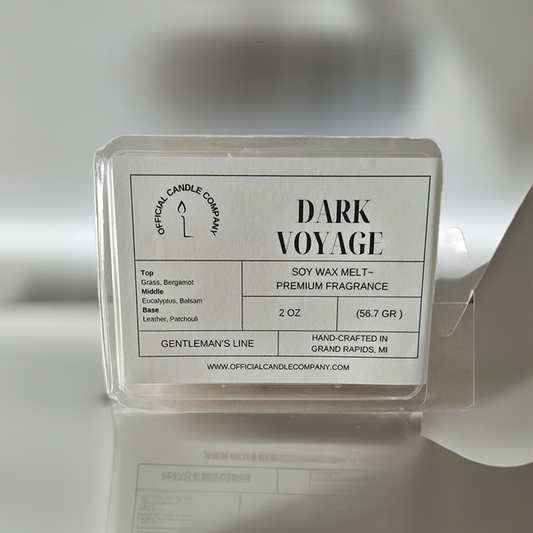 OFFICIAL CANDLE COMPANY
DARK
VOYAGE
Top
Grass, Bergamot
Middle
Eucalyptus, Balsam
Base
Leather, Patchouli
SOY WAX MELT~
PREMIUM FRAGRANCE
2 OZ
(56.7 GR )
GENTLEMAN'S LINE
HAND-CRAFTED IN
GRAND RAPIDS, MI
WWW.OFFICIALCANDLECOMPANY.COM